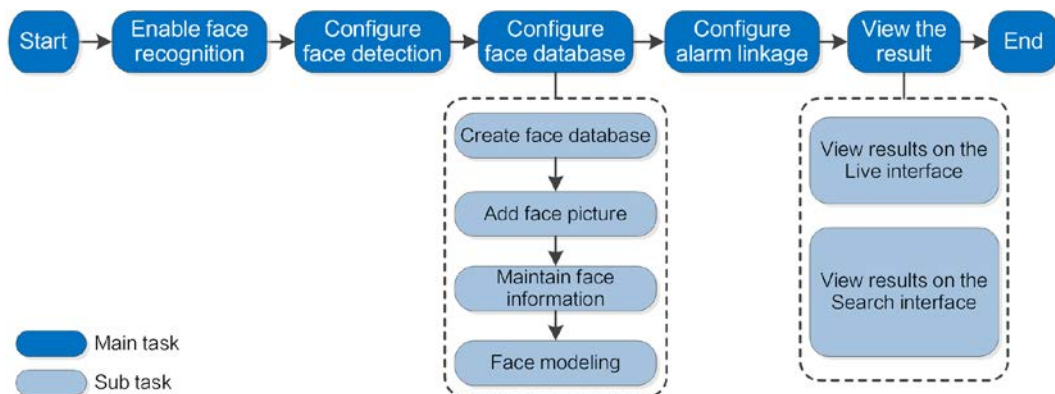 Start
Enable face
recognition
Configure
face detection
Configure
face database
Configure
alarm linkage
View the
result
End
Create face database
Add face picture
Maintain face
information
Face modeling
View results on the
Live interface
View results on the
Search interface
Main task
Sub task